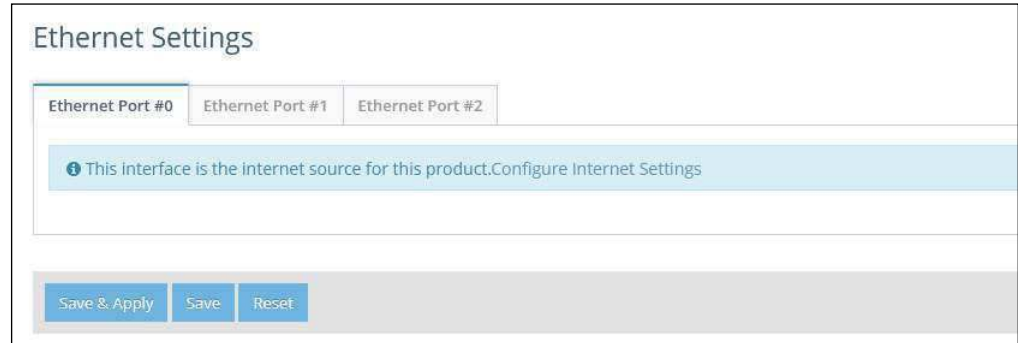 Ethernet Settings
Ethernet Port #0 Ethernet Port #1 Ethernet Port #2
This interface is the internet source for this product.Configure Internet Settings
Save & Apply Save Reset